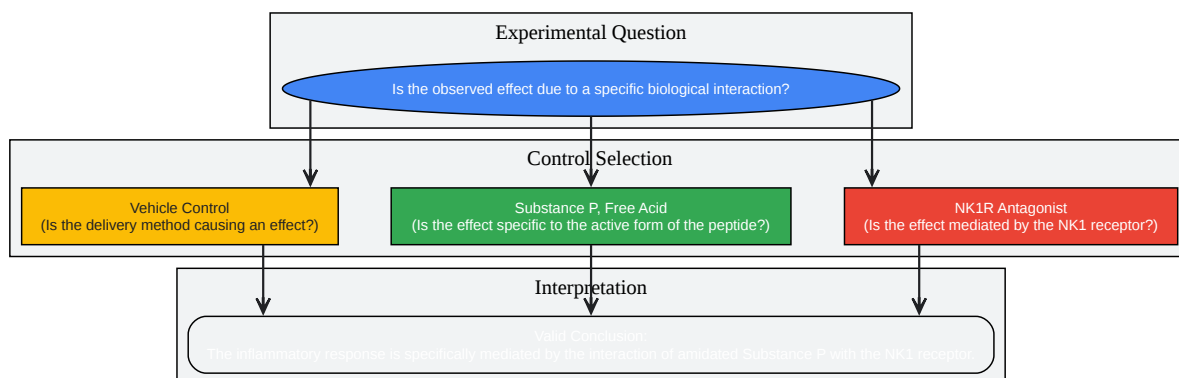 Experimental Question
Is the observed effect due to a specific biological interaction?
Control Selection
Vehicle Control
(Is the delivery method causing an effect?)
Substance P, Free Acid
(Is the effect specific to the active form of the peptide?)
NK1R Antagonist
(Is the effect mediated by the NK1 receptor?)
Interpretation
Valid Conclusion:
The inflammatory response is specifically mediated by the interaction of amidated Substance P with the NK1 receptor.